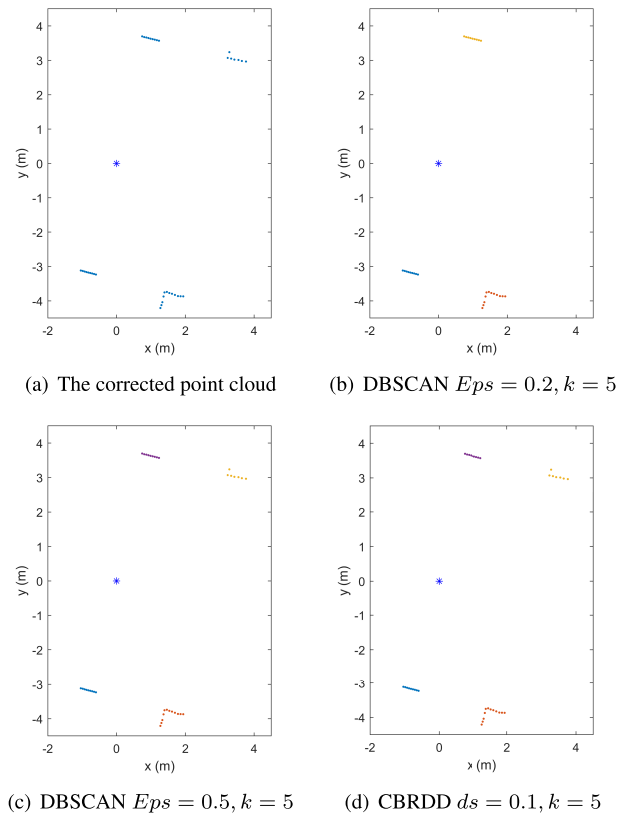 4
3
2
1
0
-1
-2
-3
-4
y (m)
-2 0 2 4
x (m)
(a) The corrected point cloud
4
3
2
1
0
-1
-2
-3
-4
y (m)
-2 0 2 4
x (m)
(b) DBSCAN Eps = 0.2, k = 5
4
3
2
1
0
-1
-2
-3
-4
y (m)
-2 0 2 4
x (m)
(c) DBSCAN Eps = 0.5, k = 5
4
3
2
1
0
-1
-2
-3
-4
y (m)
-2 0 2 4
x (m)
(d) CBRDD ds = 0.1, k = 5